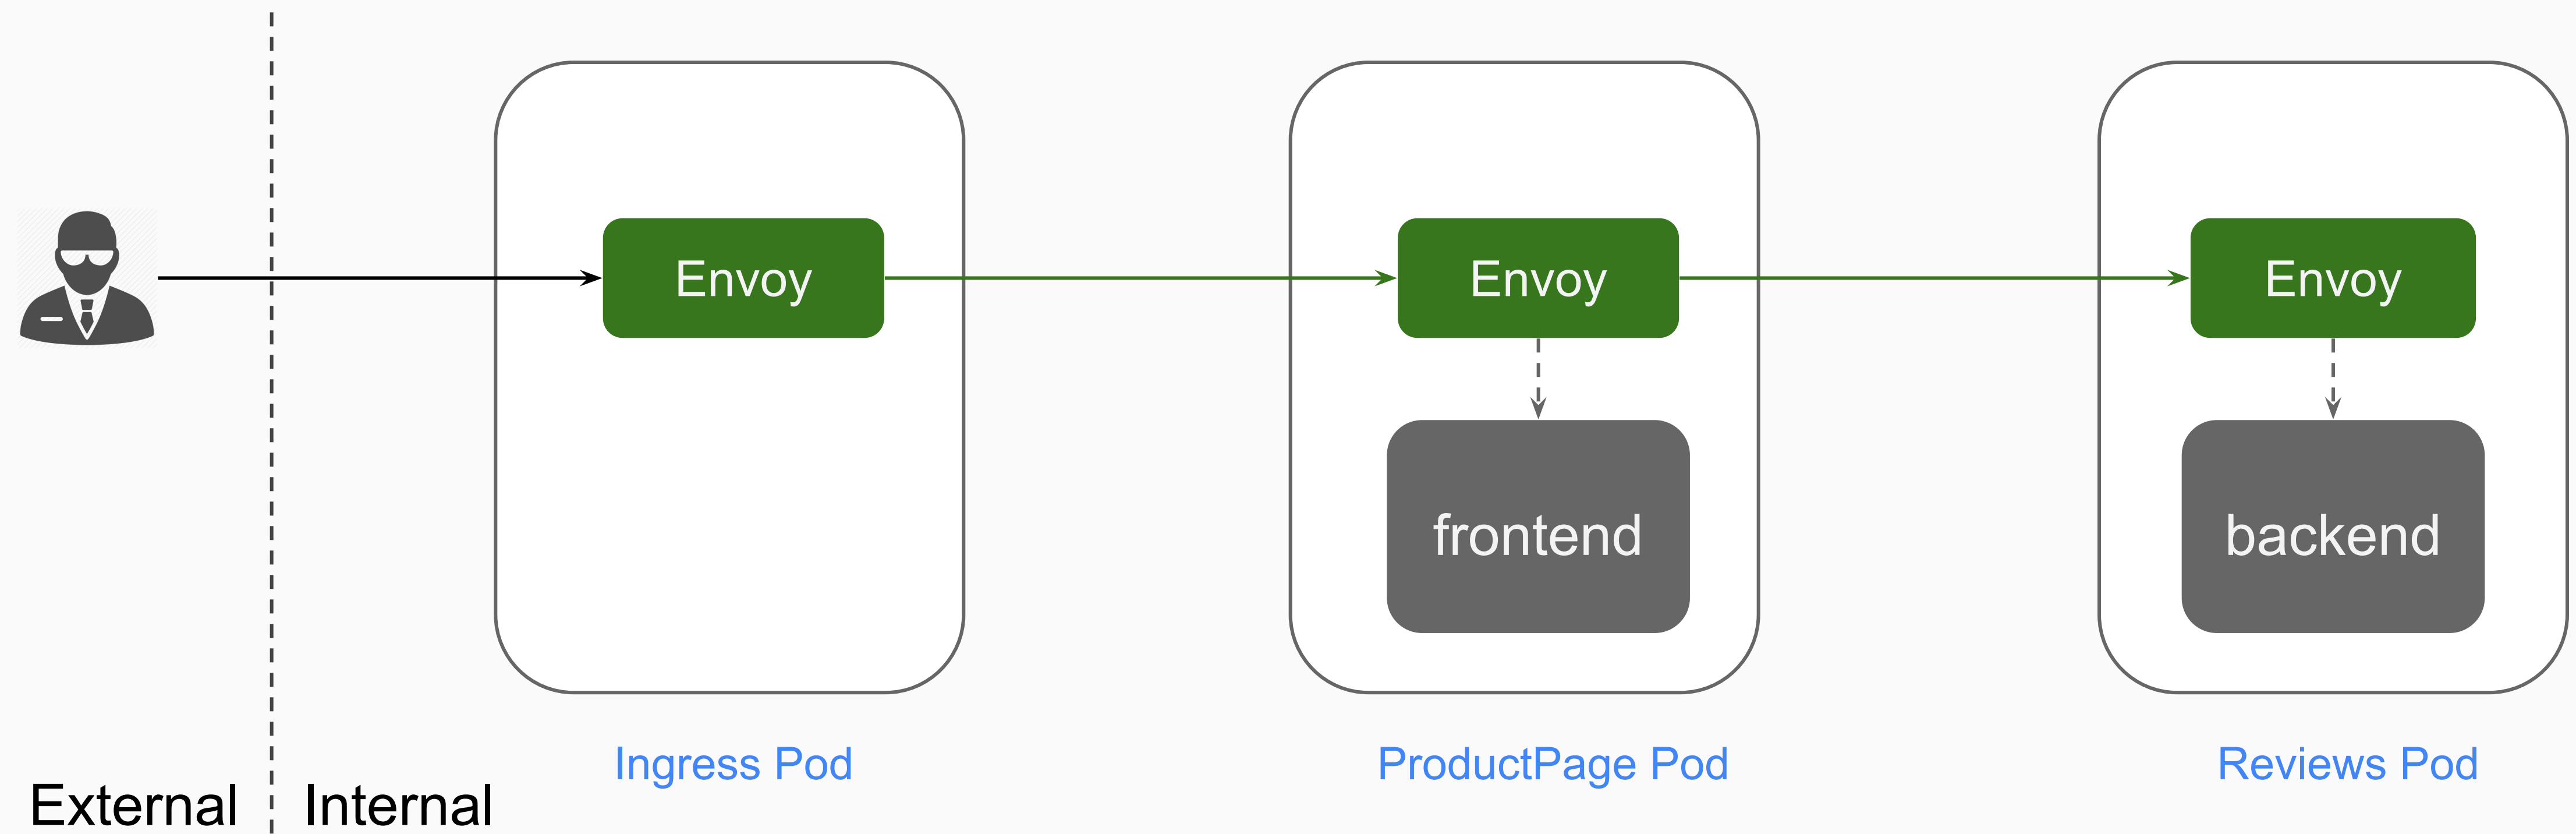 Envoy
Envoy
Envoy
frontend
backend
Ingress Pod
ProductPage Pod
Reviews Pod
External
Internal